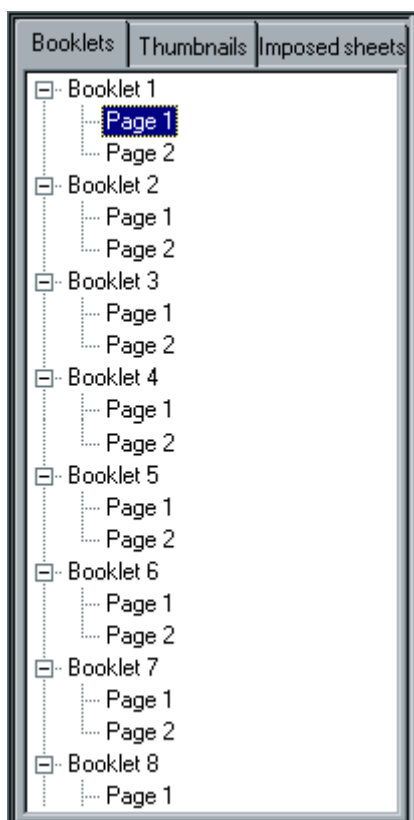 Booklets Thumbnails Imposed sheets
Booklet 1
Page 1
Page 2
Booklet 2
Page 1
Page 2
Booklet 3
Page 1
Page 2
Booklet 4
Page 1
Page 2
Booklet 5
Page 1
Page 2
Booklet 6
Page 1
Page 2
Booklet 7
Page 1
Page 2
Booklet 8
Page 1